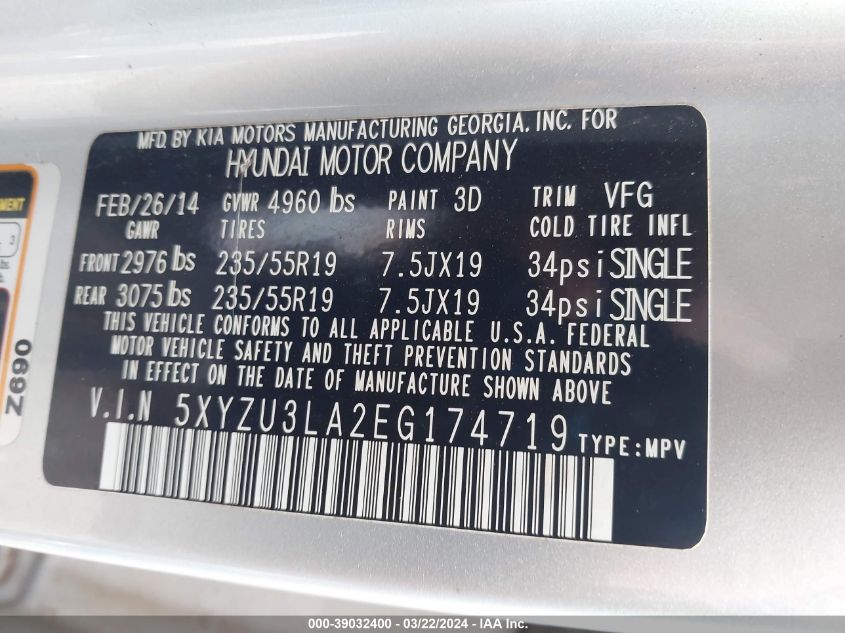 MFD. BY KIA MOTORS MANUFACTURING GEORGIA, INC. FOR
HYUNDAI MOTOR COMPANY
FEB/26/14 GVWR 4960 lbs PAINT 3D TRIM VFG
GAWR TIRES RIMS COLD TIRE INFL
FRONT 2976 lbs 235/55R19 7.5JX19 34psi SINGLE
REAR 3075 lbs 235/55R19 7.5JX19 34psi SINGLE
THIS VEHICLE CONFORMS TO ALL APPLICABLE U.S.A. FEDERAL
MOTOR VEHICLE SAFETY AND THEFT PREVENTION STANDARDS
IN EFFECT ON THE DATE OF MANUFACTURE SHOWN ABOVE
V.I.N 5XYZU3LA2EG174719 TYPE:MPV
3
Z690
000-39032400 - 03/22/2024 - IAA Inc.